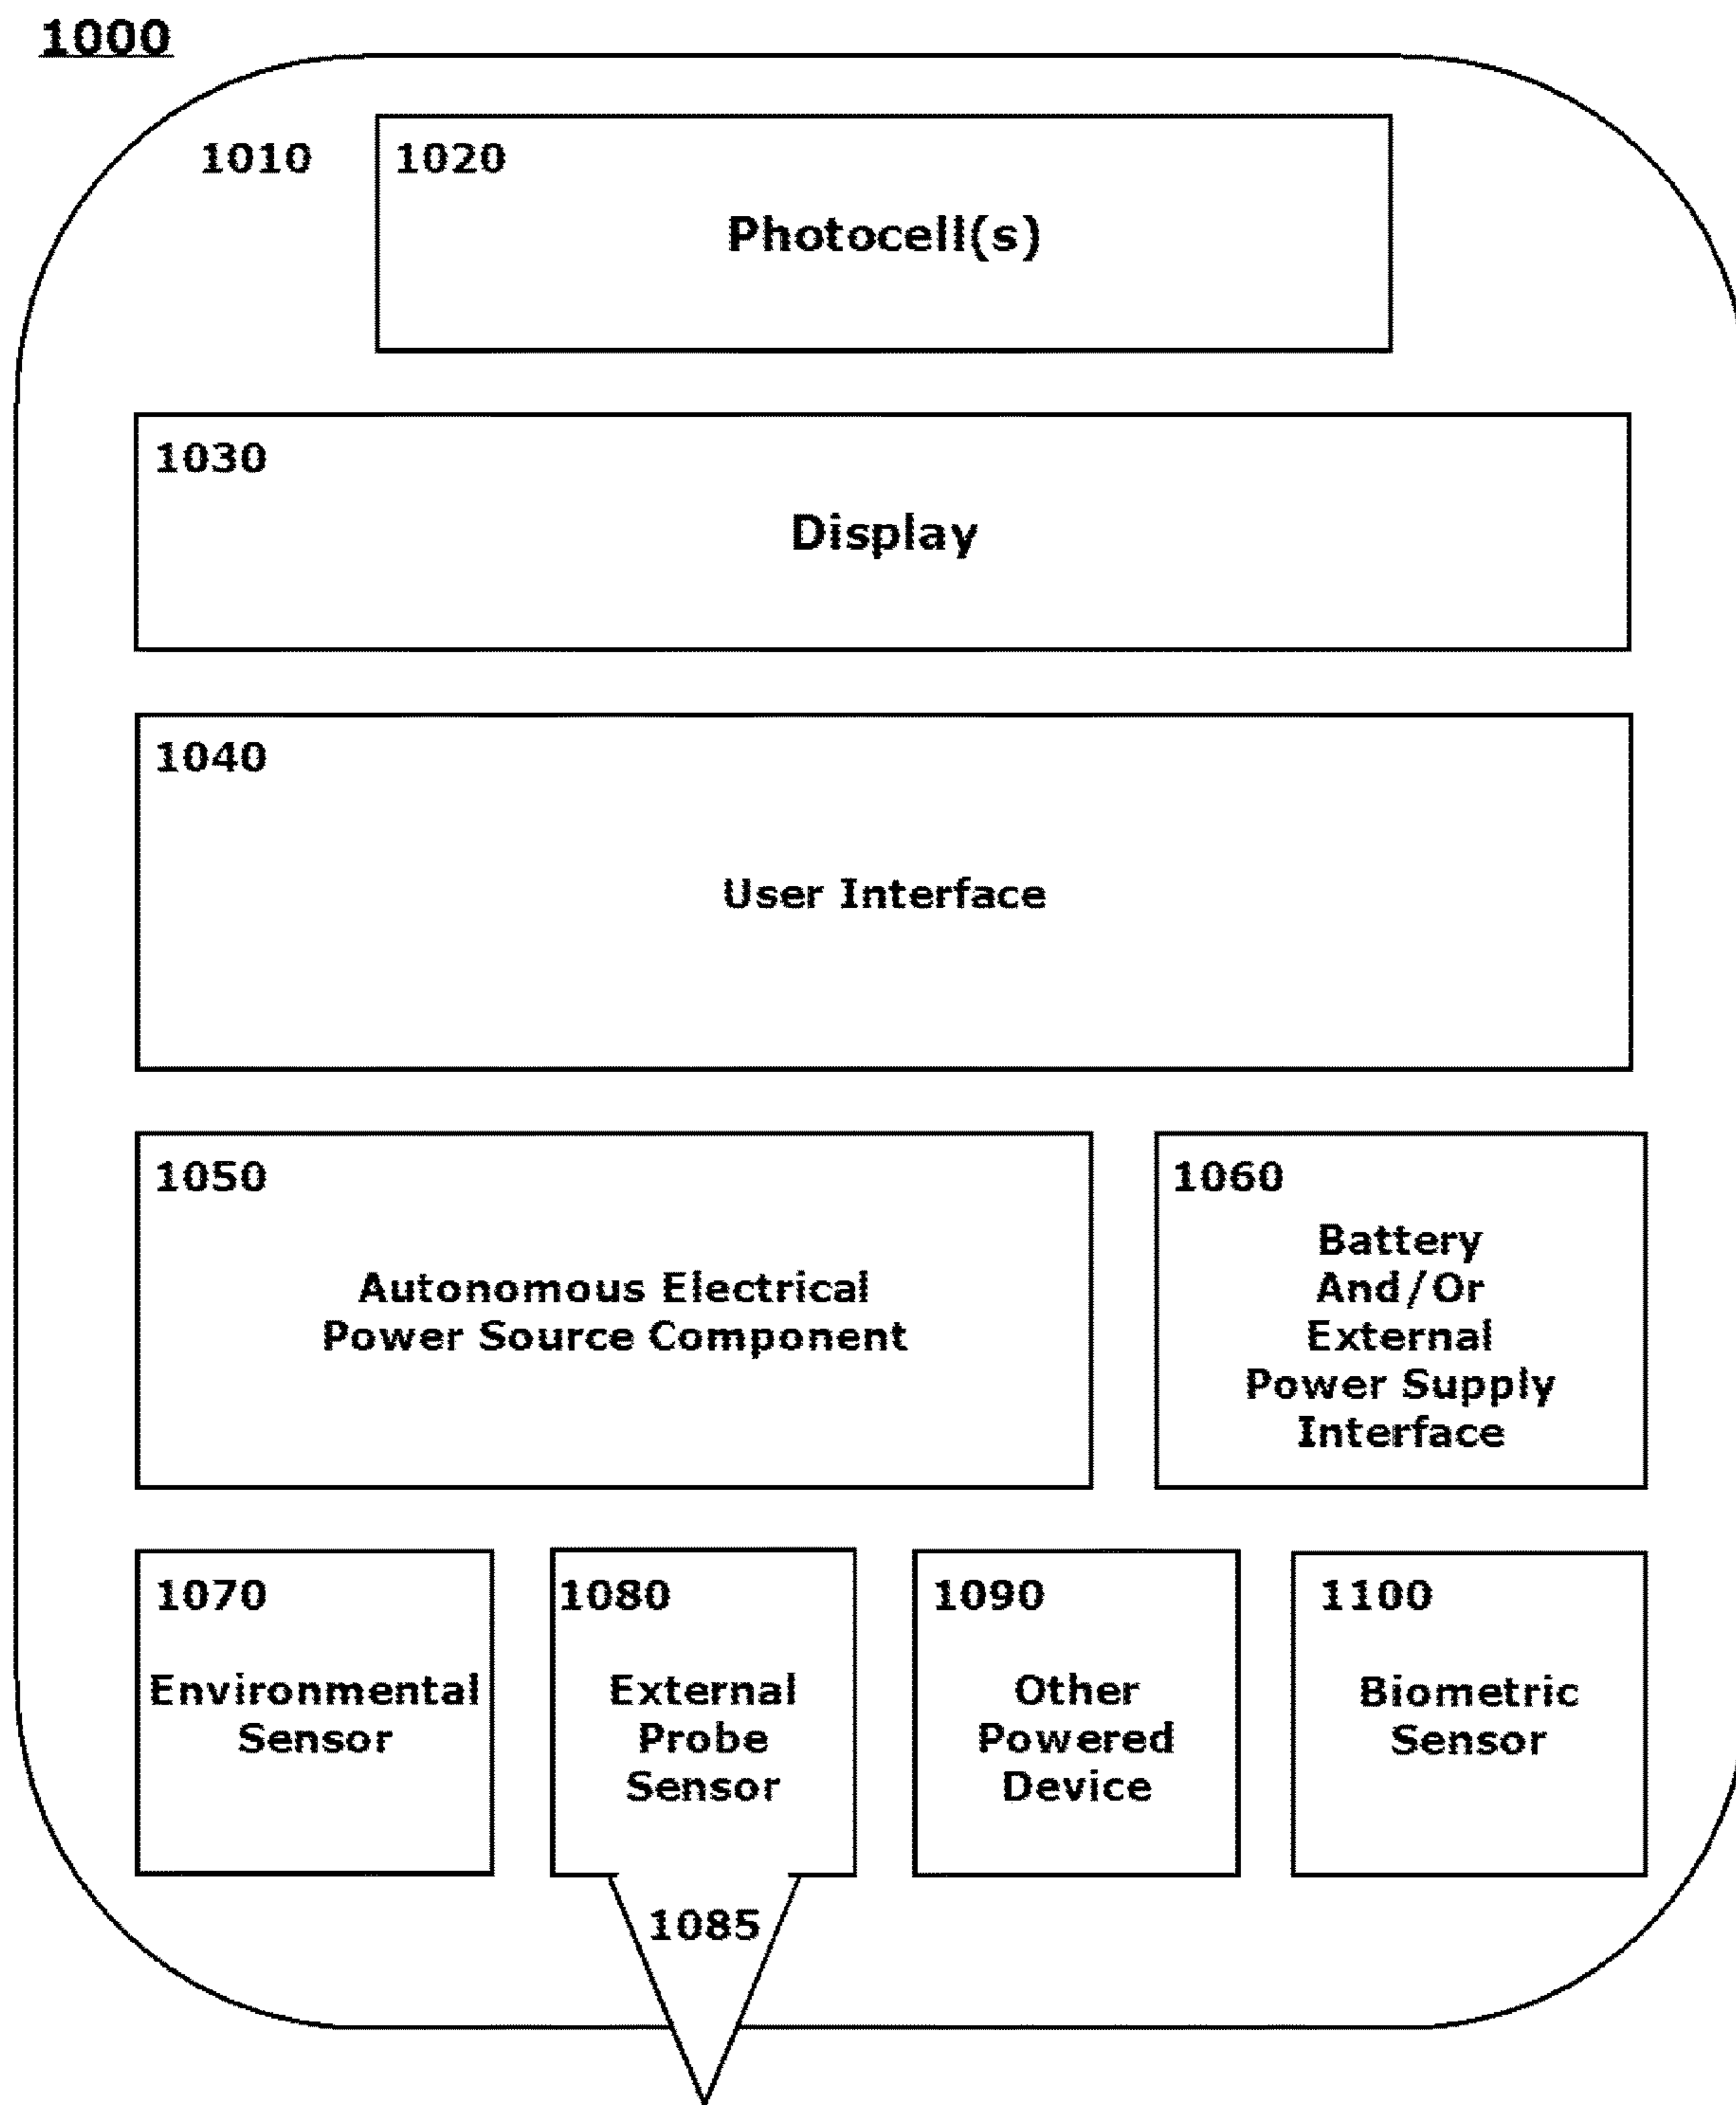 1000
1010
1020
Photocell(s)
1030
Display
1040
User Interface
1050
Autonomous Electrical
Power Source Component
1060
Battery
And/Or
External
Power Supply
Interface
1070
Environmental
Sensor
1080
External
Probe
Sensor
1085
1090
Other
Powered
Device
1100
Biometric
Sensor